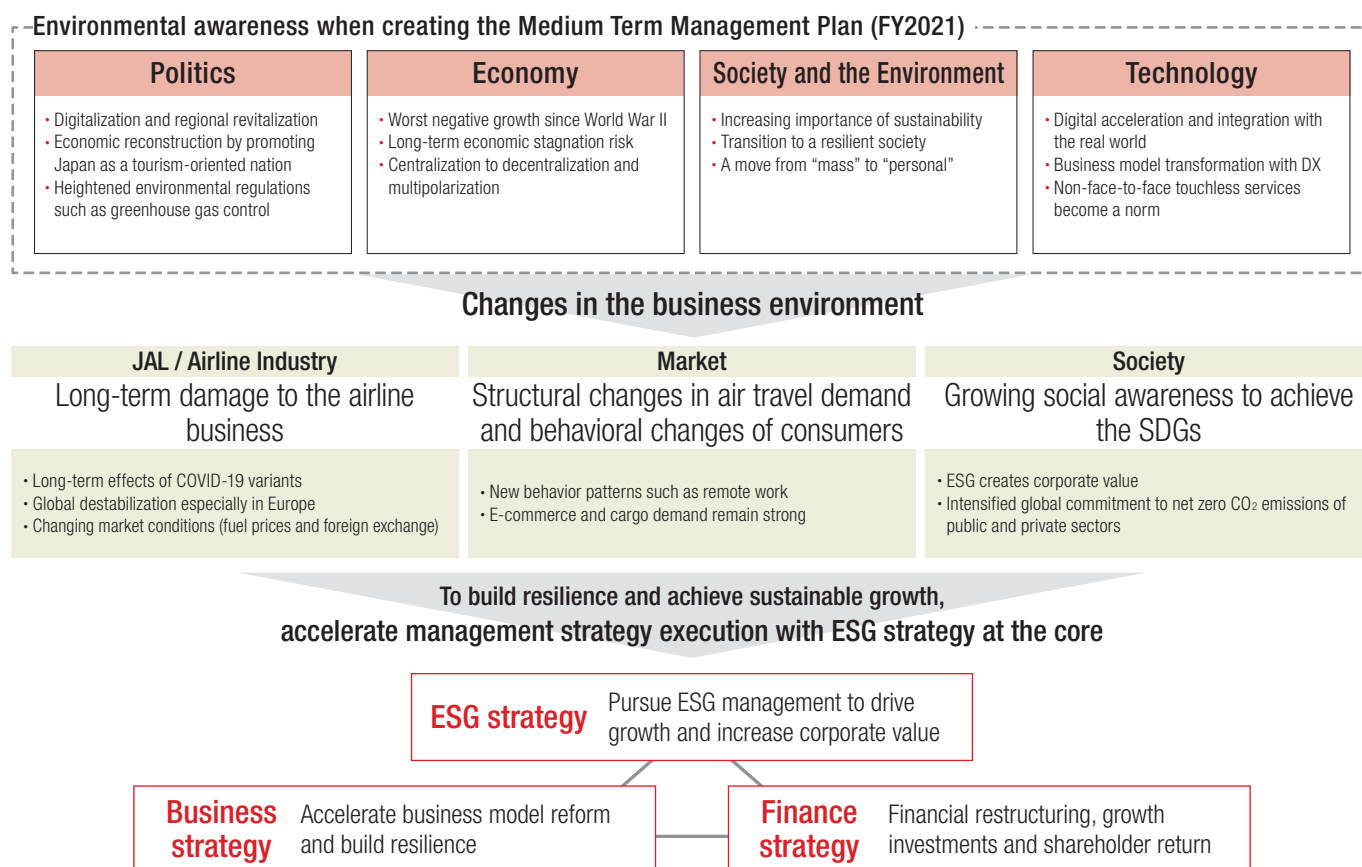 Environmental awareness when creating the Medium Term Management Plan (FY2021)
Politics
• Digitalization and regional revitalization
• Economic reconstruction by promoting
Japan as a tourism-oriented nation
• Heightened environmental regulations
such as greenhouse gas control
Economy
• Worst negative growth since World War II
• Long-term economic stagnation risk
• Centralization to decentralization and
multipolarization
Society and the Environment
• Increasing importance of sustainability
• Transition to a resilient society
• A move from “mass” to “personal”
Technology
• Digital acceleration and integration with
the real world
• Business model transformation with DX
• Non-face-to-face touchless services
become a norm
Changes in the business environment
JAL / Airline Industry
Long-term damage to the airline
business
• Long-term effects of COVID-19 variants
• Global destabilization especially in Europe
• Changing market conditions (fuel prices and foreign exchange)
Market
Structural changes in air travel demand
and behavioral changes of consumers
• New behavior patterns such as remote work
• E-commerce and cargo demand remain strong
Society
Growing social awareness to achieve
the SDGs
• ESG creates corporate value
• Intensified global commitment to net zero CO₂ emissions of
public and private sectors
To build resilience and achieve sustainable growth,
accelerate management strategy execution with ESG strategy at the core
ESG strategy
Pursue ESG management to drive
growth and increase corporate value
Business
strategy
Accelerate business model reform
and build resilience
Finance
strategy
Financial restructuring, growth
investments and shareholder return